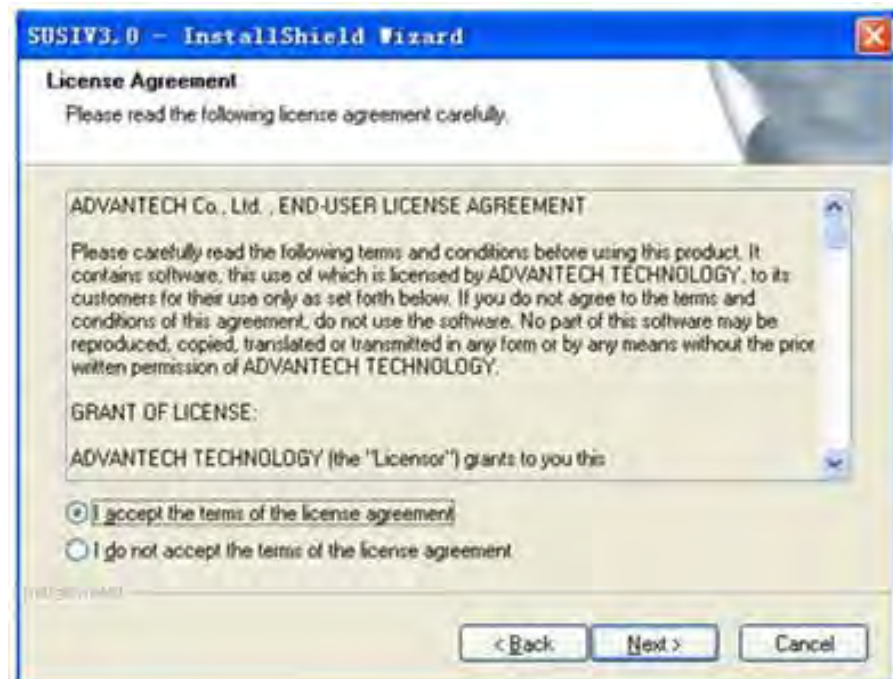 SUSIV3.0 - InstallShield Wizard
License Agreement
Please read the following license agreement carefully.
ADVANTECH Co., Ltd. , END-USER LICENSE AGREEMENT
Please carefully read the following terms and conditions before using this product. It
contains software, this use of which is licensed by ADVANTECH TECHNOLOGY, to its
customers for their use only as set forth below. If you do not agree to the terms and
conditions of this agreement, do not use the software. No part of this software may be
reproduced, copied, translated or transmitted in any form or by any means without the prior
written permission of ADVANTECH TECHNOLOGY.
GRANT OF LICENSE:
ADVANTECH TECHNOLOGY (the "Licensor") grants to you this
I accept the terms of the license agreement
I do not accept the terms of the license agreement
InstallShield
< Back
Next >
Cancel